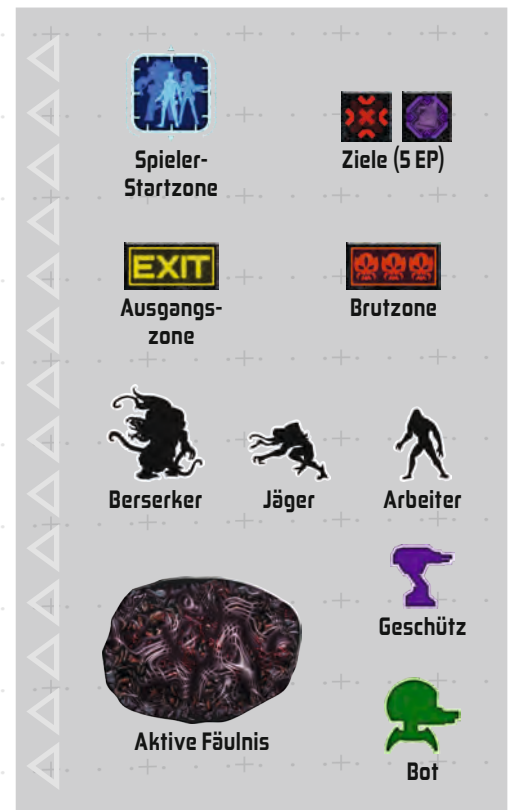 Spieler-
Startzone
Ziele (5 EP)
EXIT
Ausgangs-
zone
Brutzone
Berserker
Jäger
Arbeiter
Geschütz
Aktive Fäulnis
Bot